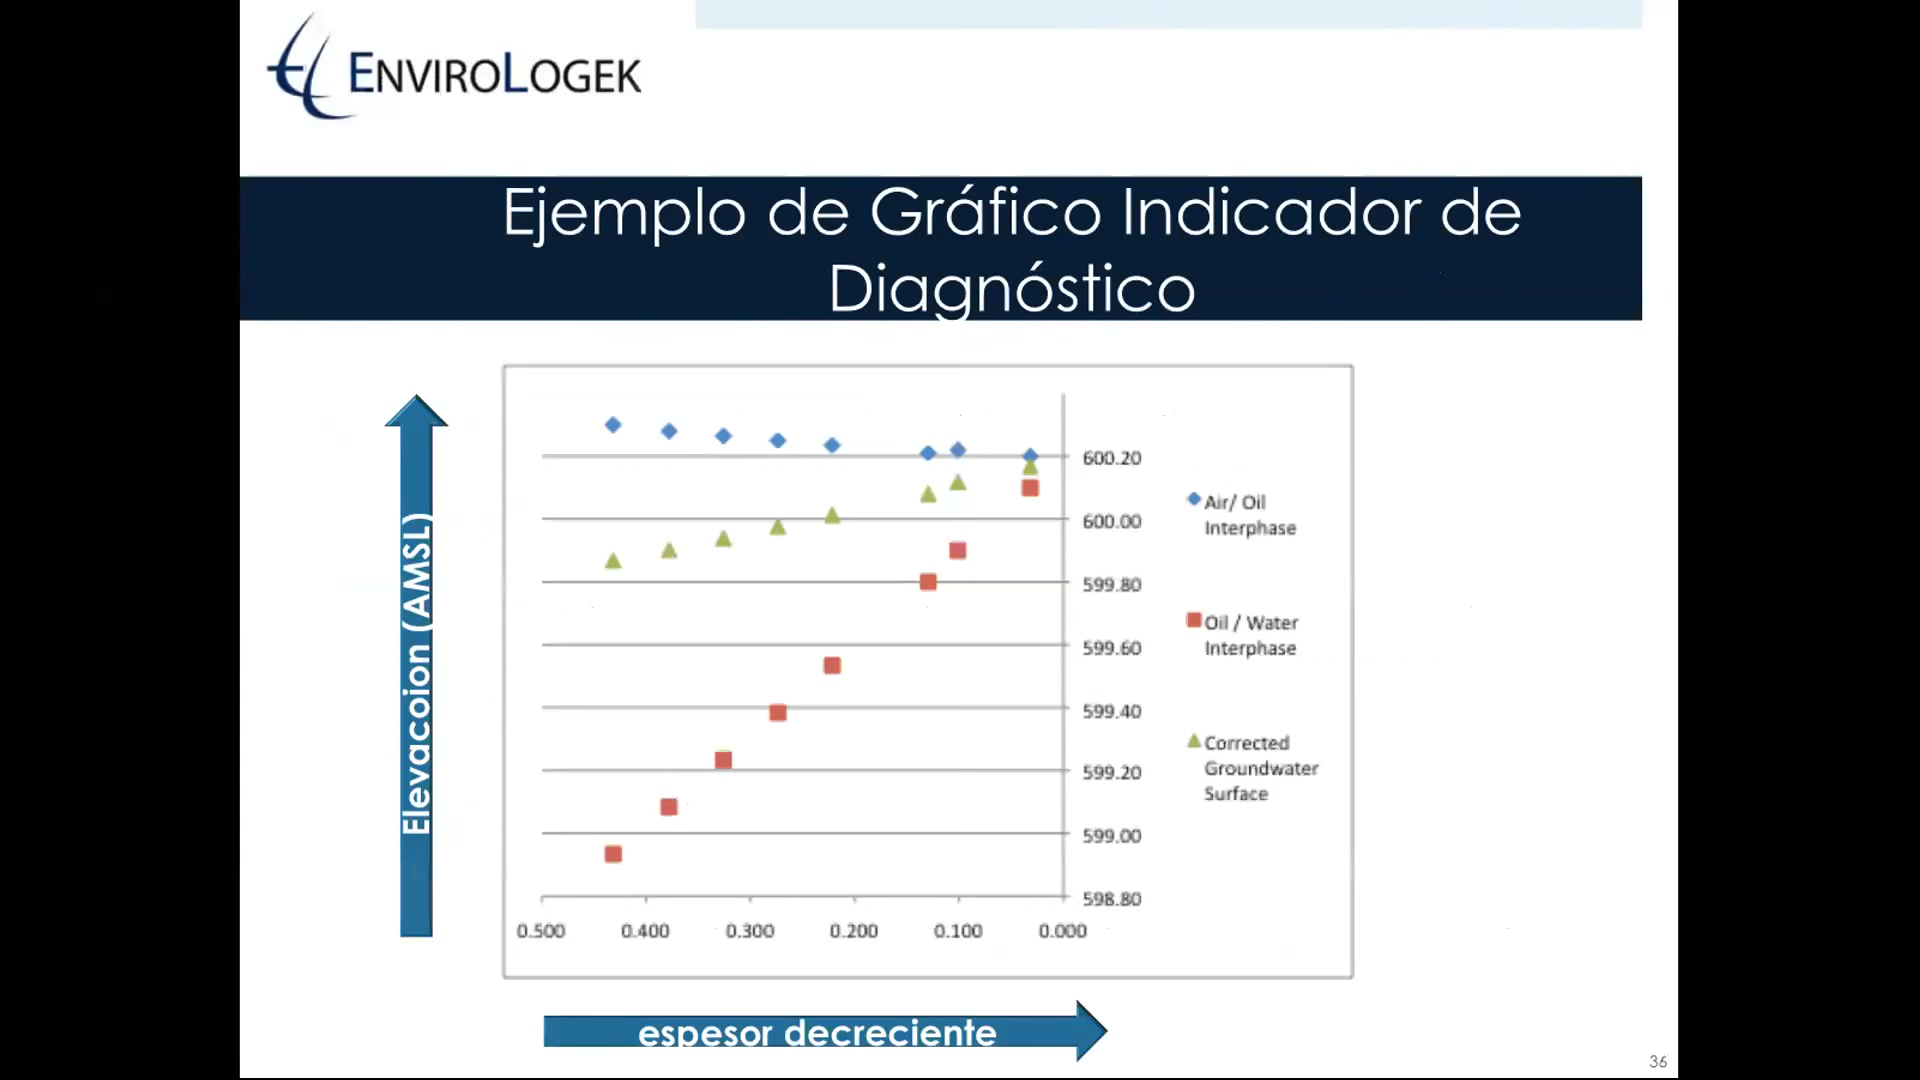 ENVIROLOGEK
Ejemplo de Gráfico Indicador de
Diagnóstico
Elevacoion (AMSL)
600.20
600.00
599.80
599.60
599.40
599.20
599.00
598.80
0.500 0.400 0.300 0.200 0.100 0.000
Air/ Oil
Interphase
Oil / Water
Interphase
Corrected
Groundwater
Surface
espesor decreciente
36